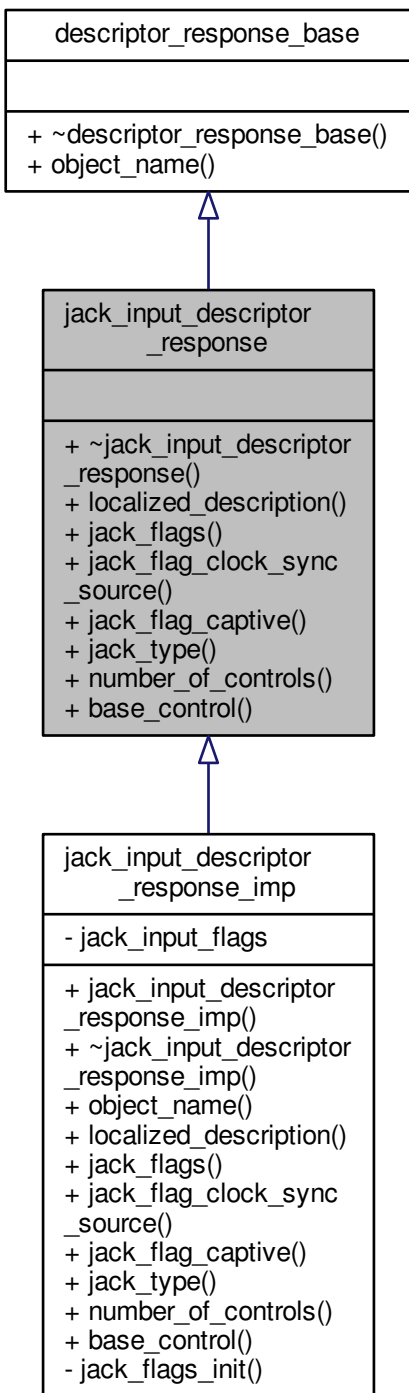 descriptor_response_base
+ ~descriptor_response_base()
+ object_name()
jack_input_descriptor
_response
+ ~jack_input_descriptor
_response()
+ localized_description()
+ jack_flags()
+ jack_flag_clock_sync
_source()
+ jack_flag_captive()
+ jack_type()
+ number_of_controls()
+ base_control()
jack_input_descriptor
_response_imp
- jack_input_flags
+ jack_input_descriptor
_response_imp()
+ ~jack_input_descriptor
_response_imp()
+ object_name()
+ localized_description()
+ jack_flags()
+ jack_flag_clock_sync
_source()
+ jack_flag_captive()
+ jack_type()
+ number_of_controls()
+ base_control()
- jack_flags_init()